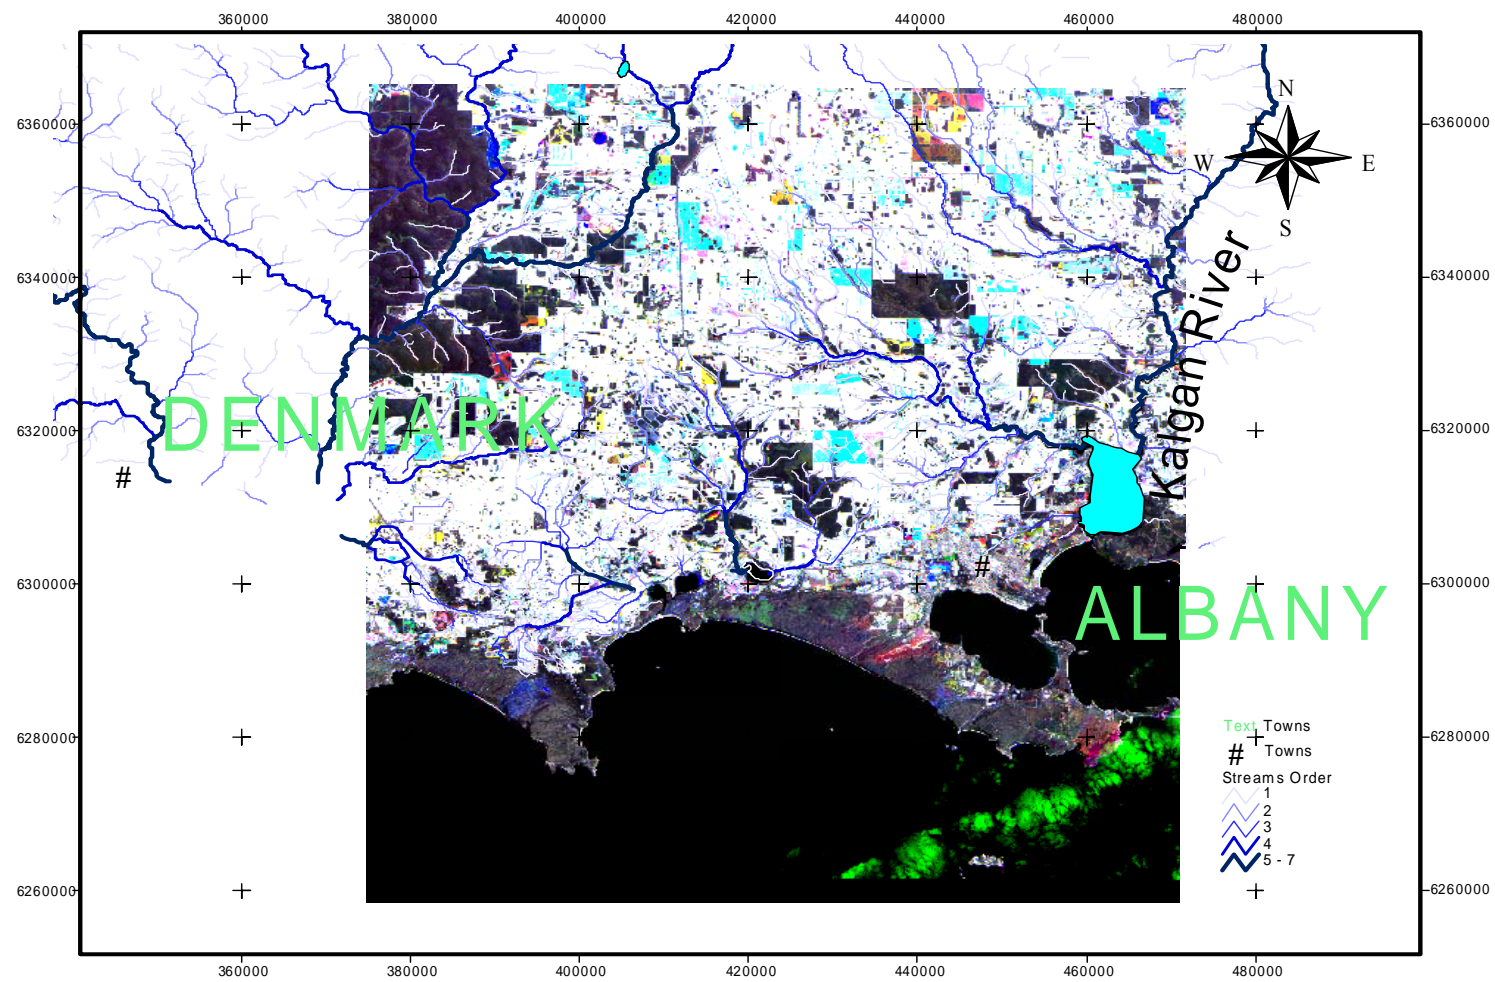 360000 380000 400000 420000 440000 460000 480000
N
W E
S
6360000 6360000
6340000 6340000
Kalgan River
DENMARK
6320000 6320000
#
#
6300000 6300000
ALBANY
Text Towns
6280000 6280000
# Towns
Streams Order
1
2
3
4
5 - 7
6260000 6260000
360000 380000 400000 420000 440000 460000 480000